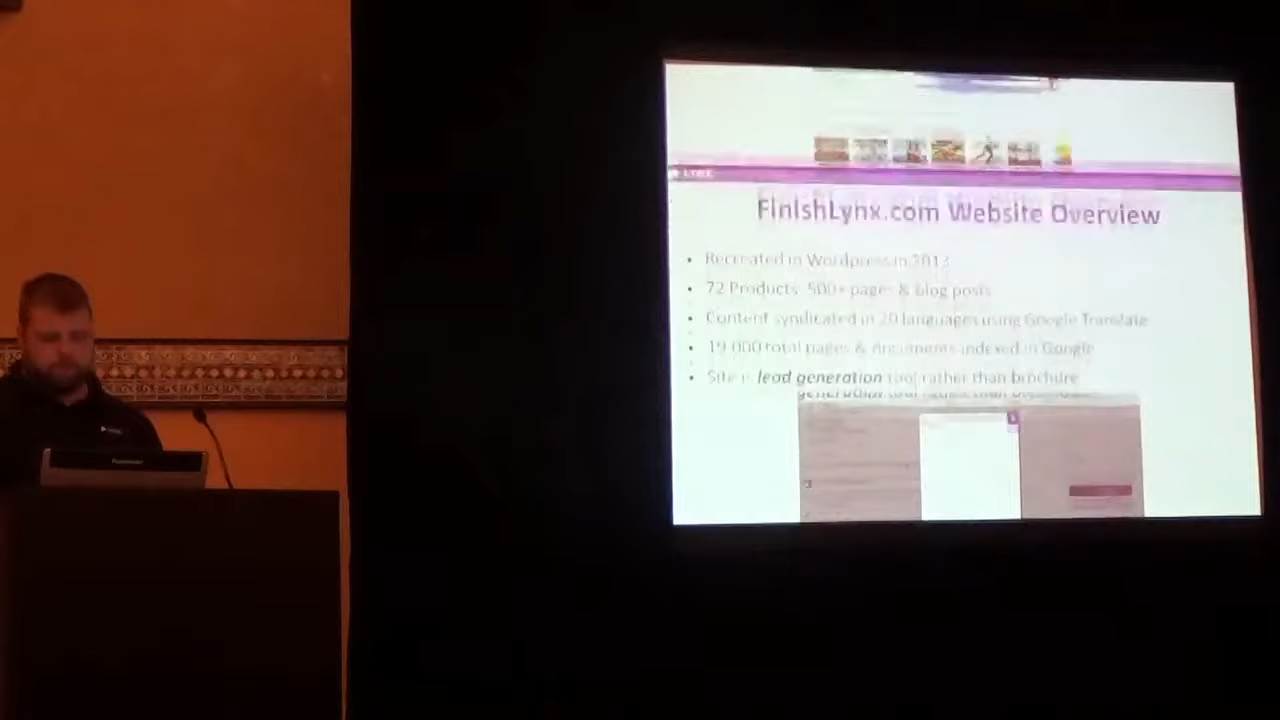 LYNX
FinishLynx.com Website Overview
• Recreated in Wordpress in 2013
• 72 Products, 500+ pages & blog posts
• Content syndicated in 20 languages using Google Translate
• 19,000 total pages & documents indexed in Google
• Site is lead generation tool rather than brochure